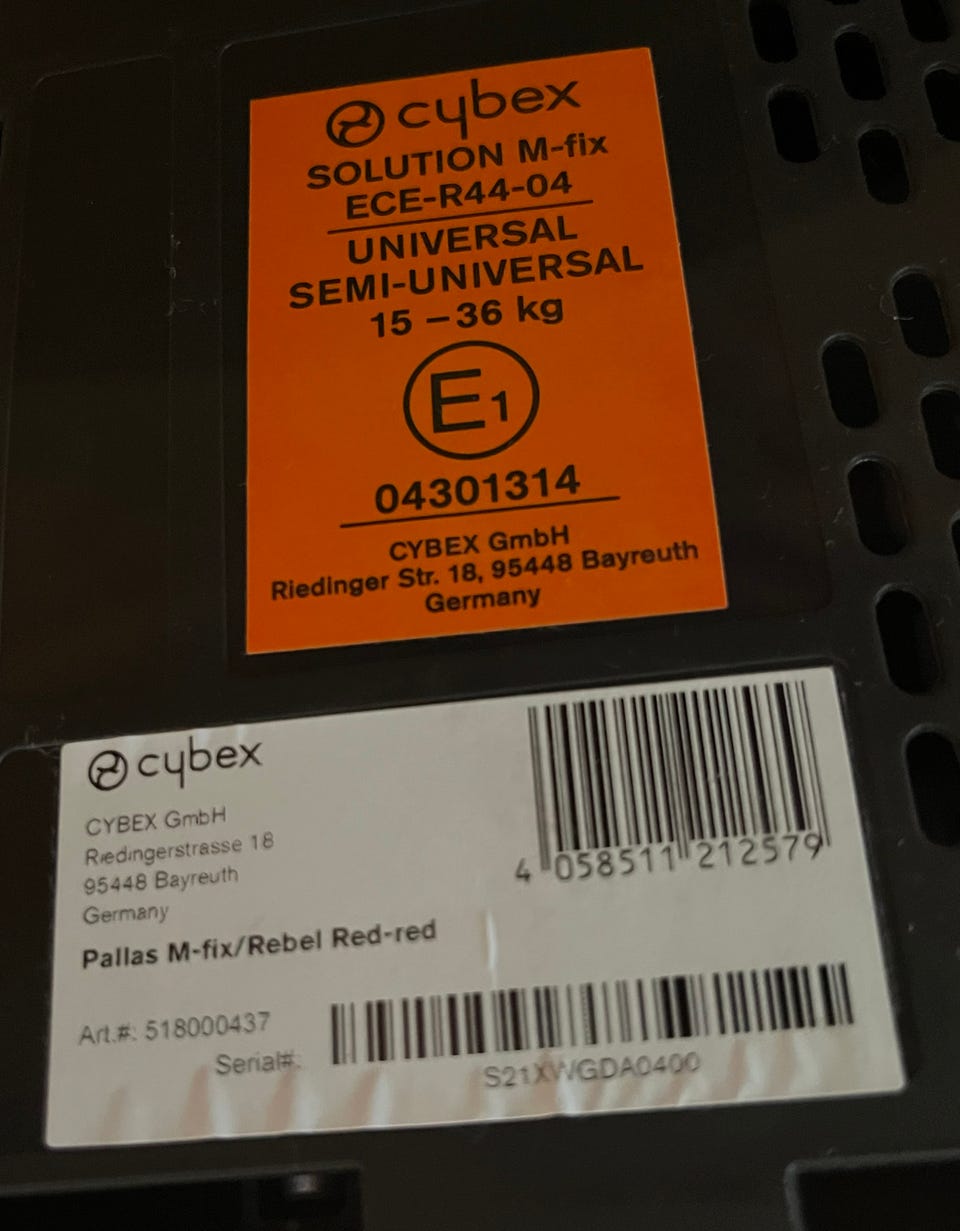 cybex
SOLUTION M-fix
ECE-R44-04
UNIVERSAL
SEMI-UNIVERSAL
15 – 36 kg
E1
04301314
CYBEX GmbH
Riedinger Str. 18, 95448 Bayreuth
Germany
cybex
CYBEX GmbH
Riedingerstrasse 18
95448 Bayreuth
Germany
4 058511 212579
Pallas M-fix/Rebel Red-red
Art.#: 518000437
Serial#:
S21XWGDA0400